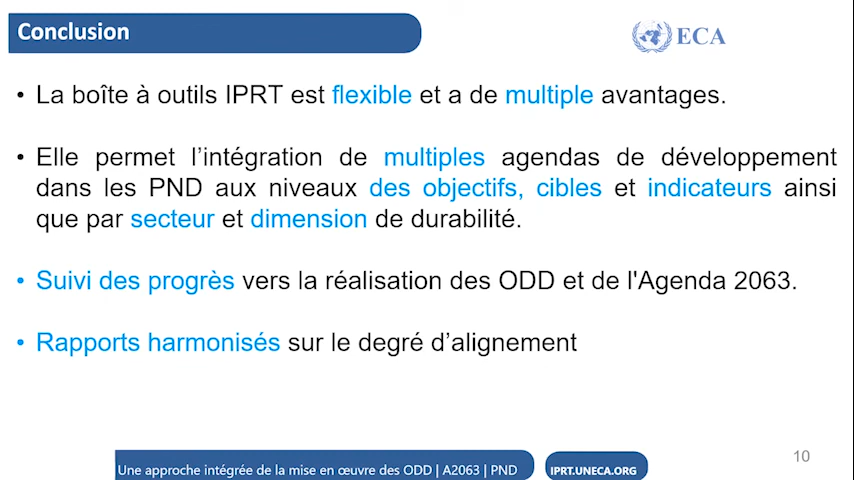 Conclusion
ECA
• La boîte à outils IPRT est flexible et a de multiple avantages.
• Elle permet l’intégration de multiples agendas de développement
dans les PND aux niveaux des objectifs, cibles et indicateurs ainsi
que par secteur et dimension de durabilité.
• Suivi des progrès vers la réalisation des ODD et de l'Agenda 2063.
• Rapports harmonisés sur le degré d’alignement
10
Une approche intégrée de la mise en œuvre des ODD | A2063 | PND
IPRT.UNECA.ORG